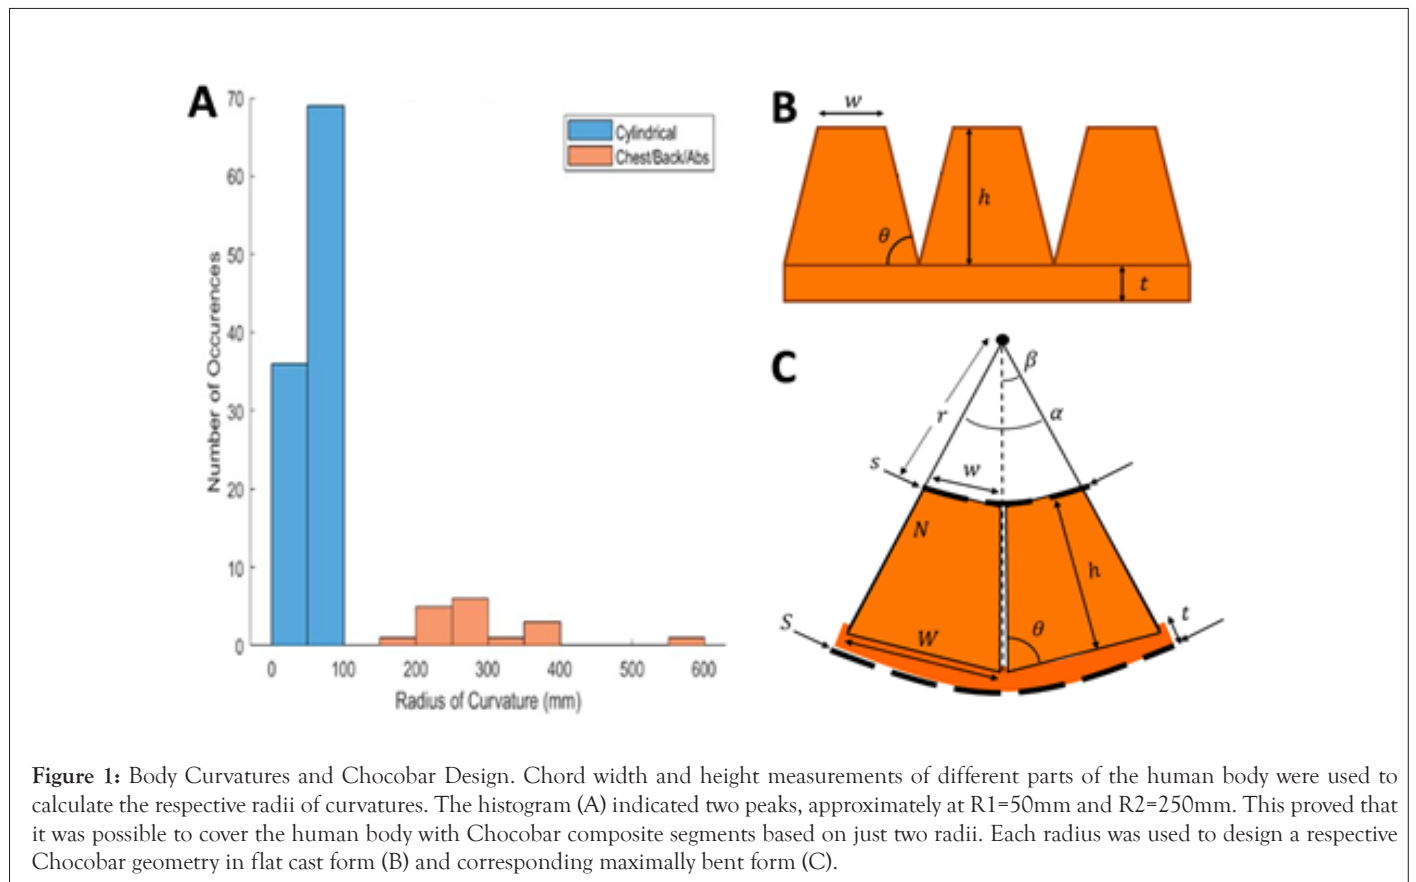 A
70
60
50
40
30
20
10
0
Number of Occurences
0 100 200 300 400 500 600
Radius of Curvature (mm)
Cylindrical
Chest/Back/Abs
B
w
h
θ
t
C
β
r
α
s
w
N
h
S
W
θ
t
Figure 1: Body Curvatures and Chocobar Design. Chord width and height measurements of different parts of the human body were used to
calculate the respective radii of curvatures. The histogram (A) indicated two peaks, approximately at R1=50mm and R2=250mm. This proved that
it was possible to cover the human body with Chocobar composite segments based on just two radii. Each radius was used to design a respective
Chocobar geometry in flat cast form (B) and corresponding maximally bent form (C).